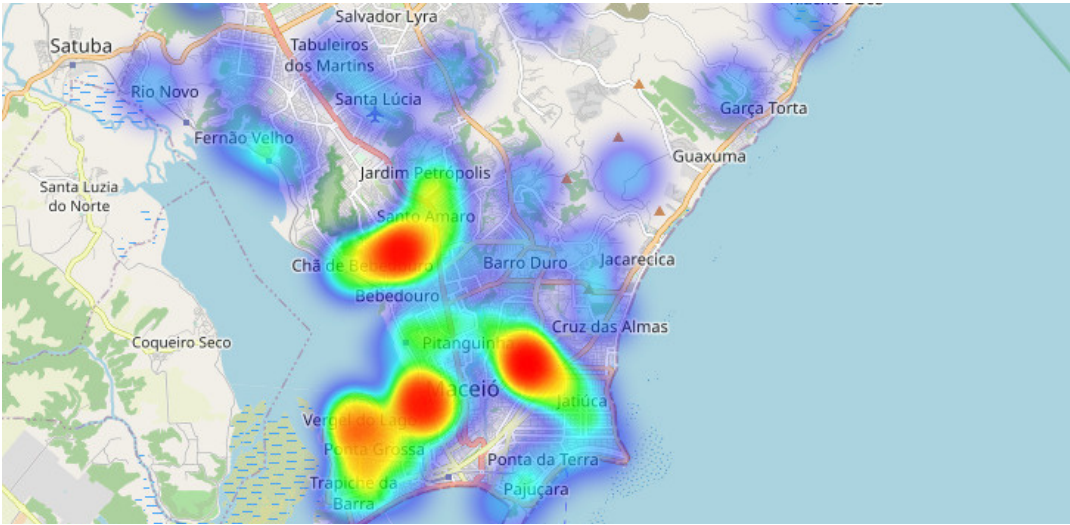 Salvador Lyra
Satuba
Tabuleiros
dos Martins
Rio Novo
Santa Lúcia
Garça Torta
Fernão Velho
Guaxuma
Jardim Petrópolis
Santa Luzia
do Norte
Santo Amaro
Chã de Bebedouro
Barro Duro
Jacarecica
Bebedouro
Cruz das Almas
Coqueiro Seco
Pitanguinha
Maceió
Jatiúca
Vergel do Lago
Ponta Grossa
Ponta da Terra
Trapiche da
Barra
Pajuçara